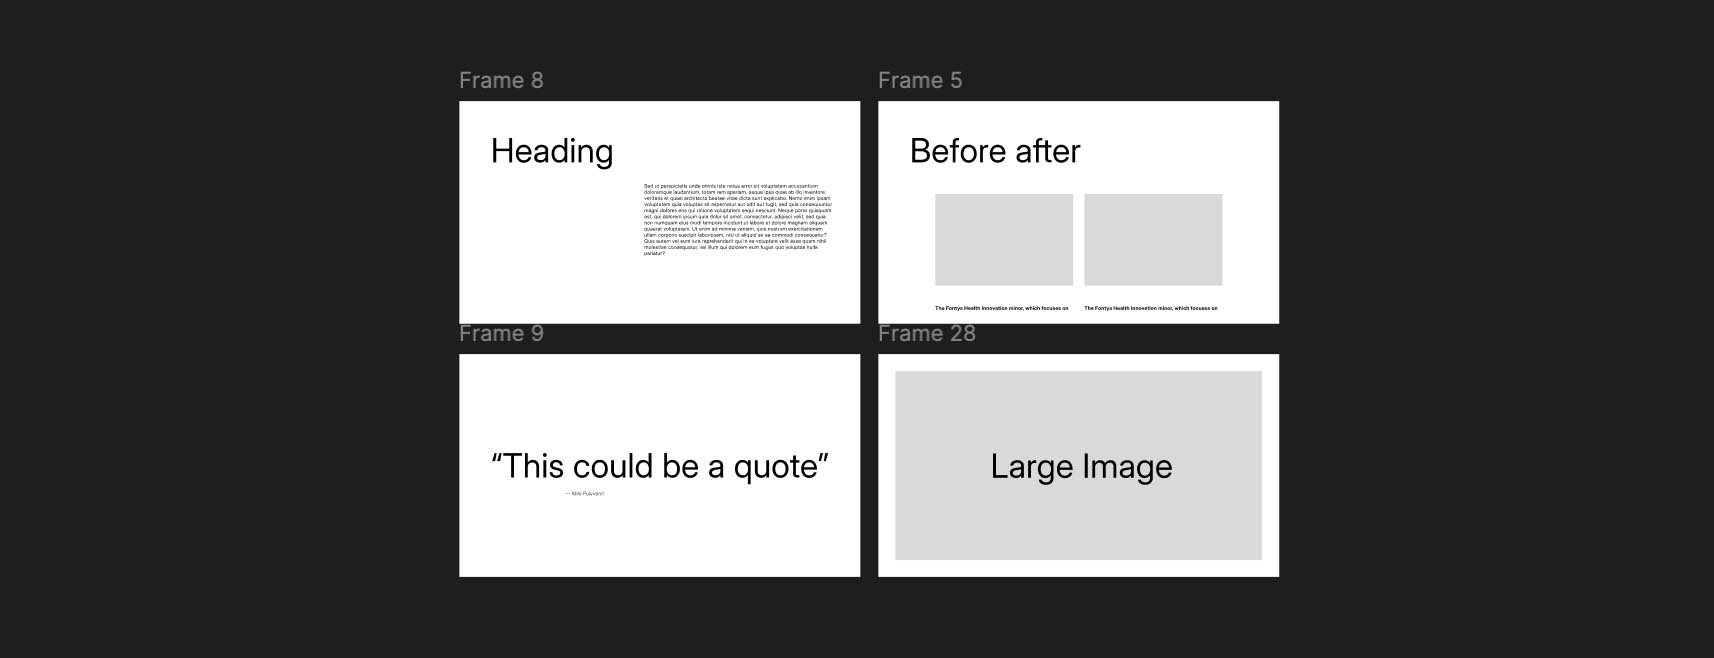 Frame 8
Heading
Sed ut perspiciatis unde omnis iste natus error sit voluptatem accusantium
doloremque laudantium, totam rem aperiam, eaque ipsa quae ab illo inventore
veritatis et quasi architecto beatae vitae dicta sunt explicabo. Nemo enim ipsam
voluptatem quia voluptas sit aspernatur aut odit aut fugit, sed quia consequuntur
magni dolores eos qui ratione voluptatem sequi nesciunt. Neque porro quisquam
est, qui dolorem ipsum quia dolor sit amet, consectetur, adipisci velit, sed quia
non numquam eius modi tempora incidunt ut labore et dolore magnam aliquam
quaerat voluptatem. Ut enim ad minima veniam, quis nostrum exercitationem
ullam corporis suscipit laboriosam, nisi ut aliquid ex ea commodi consequatur?
Quis autem vel eum iure reprehenderit qui in ea voluptate velit esse quam nihil
molestiae consequatur, vel illum qui dolorem eum fugiat quo voluptas nulla
pariatur?
Frame 5
Before after
The Fontys Health Innovation minor, which focuses on
The Fontys Health Innovation minor, which focuses on
Frame 9
“This could be a quote”
Frame 28
Large Image